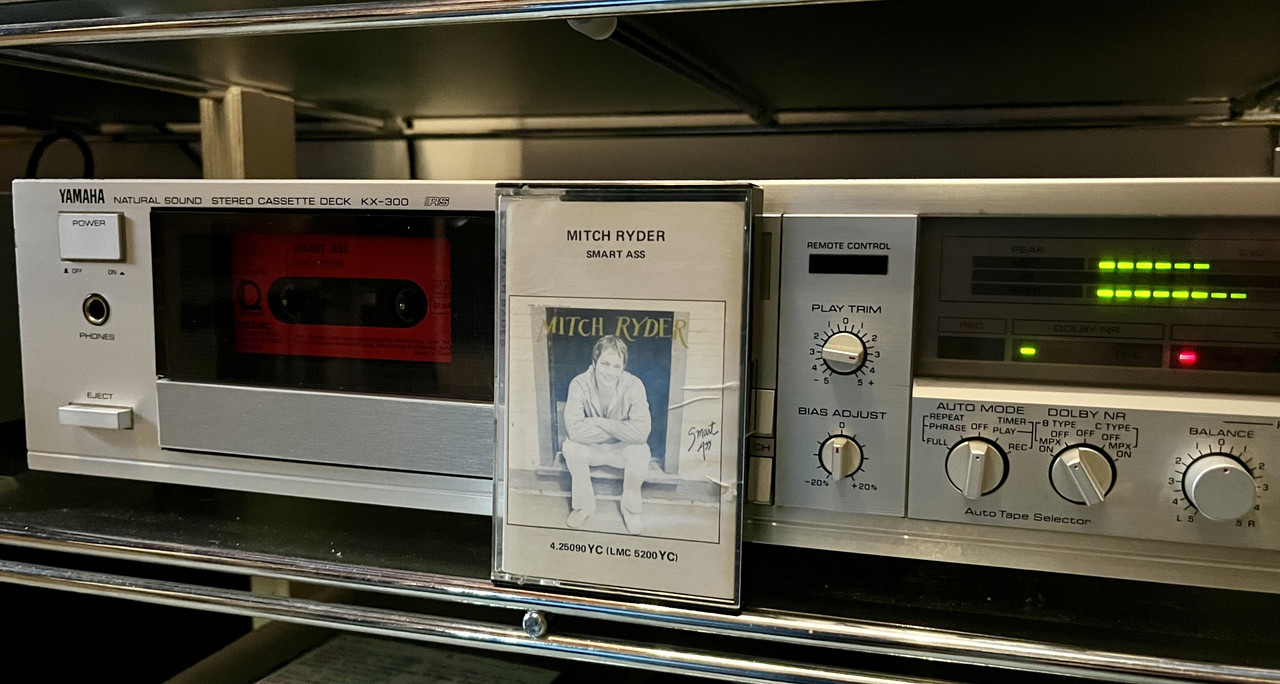 YAMAHA NATURAL SOUND STEREO CASSETTE DECK KX-300 RS
POWER
OFF ON
PHONES
EJECT
SMART ASS
MITCH RYDER
SMART ASS
MITCH RYDER
Smart
Ass
4.25090 YC (LMC 5200 YC)
CH
REMOTE CONTROL
PLAY TRIM
0
2 2
3 3
4 4
- 5 5 +
BIAS ADJUST
0
-20% +20%
PEAK
REC DOLBY NR
AUTO MODE
REPEAT TIMER
PHRASE OFF PLAY
FULL REC
DOLBY NR
B TYPE C TYPE
OFF OFF OFF
MPX MPX
ON ON
Auto Tape Selector
BALANCE
0
2 2
3 3
4 4
L 5 5 R